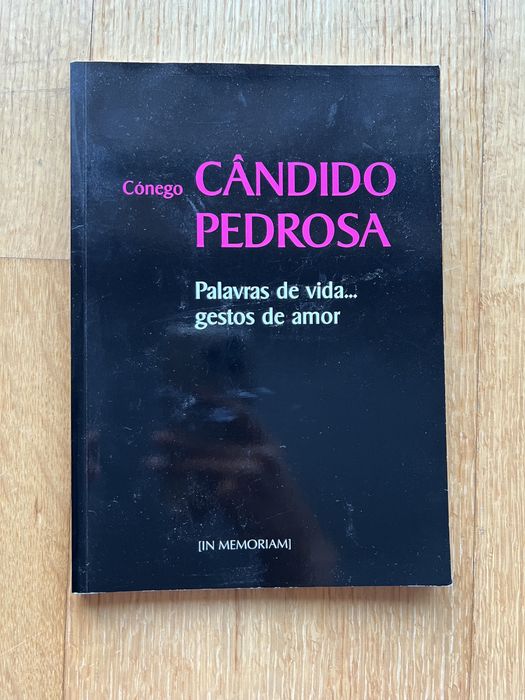 Cónego CÂNDIDO
PEDROSA
Palavras de vida...
gestos de amor
[IN MEMORIAM]